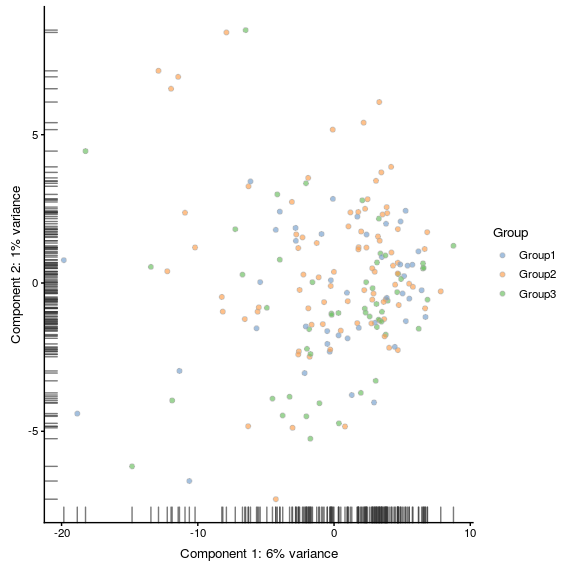 Component 2: 1% variance
5
0
-5
-20
-10
0
10
Component 1: 6% variance
Group
Group1
Group2
Group3